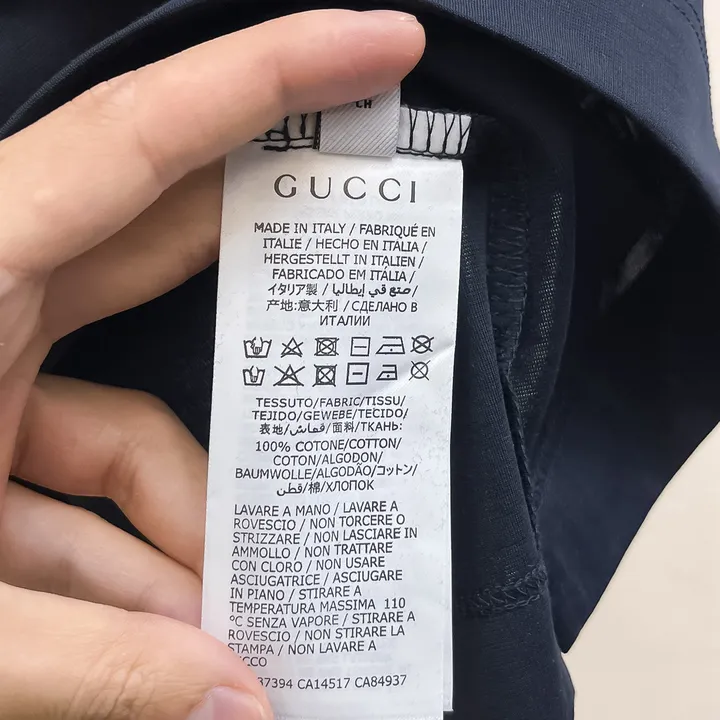 CH
GUCCI
MADE IN ITALY / FABRIQUÉ EN
ITALIE / HECHO EN ITALIA /
HERGESTELLT IN ITALIEN /
FABRICADO EM ITÁLIA /
イタリア製 / صنع في إيطاليا /
产地:意大利 / СДЕЛАНО В
ИТАЛИИ
TESSUTO/FABRIC/TISSU/
TEJIDO/GEWEBE/TECIDO/
表地/قماش/面料/ТКАНЬ:
100% COTONE/COTTON/
COTON/ALGODON/
BAUMWOLLE/ALGODÃO/コットン/
قطن/棉/ХЛОПОК
LAVARE A MANO / LAVARE A
ROVESCIO / NON TORCERE O
STRIZZARE / NON LASCIARE IN
AMMOLLO / NON TRATTARE
CON CLORO / NON USARE
ASCIUGATRICE / ASCIUGARE
IN PIANO / STIRARE A
TEMPERATURA MASSIMA 110
°C SENZA VAPORE / STIRARE A
ROVESCIO / NON STIRARE LA
STAMPA / NON LAVARE A
CCO
37394 CA14517 CA84937